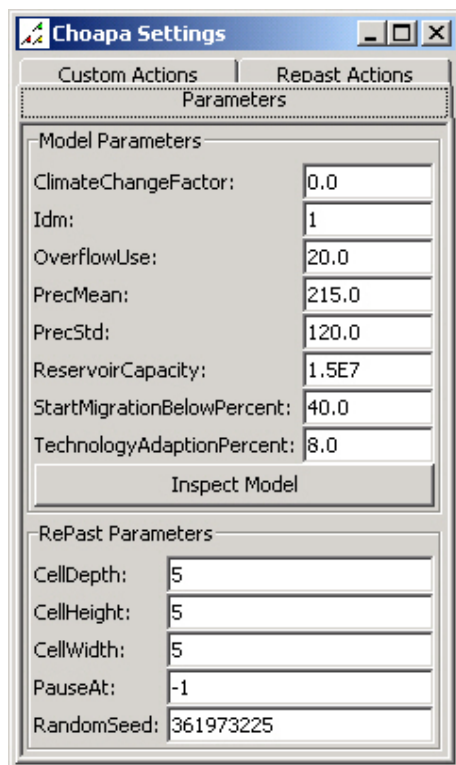 Choapa Settings
Custom Actions Repast Actions
Parameters
Model Parameters
ClimateChangeFactor: 0.0
Idm: 1
OverflowUse: 20.0
PrecMean: 215.0
PrecStd: 120.0
ReservoirCapacity: 1.5E7
StartMigrationBelowPercent: 40.0
TechnologyAdaptionPercent: 8.0
Inspect Model
RePast Parameters
CellDepth: 5
CellHeight: 5
CellWidth: 5
PauseAt: -1
RandomSeed: 361973225